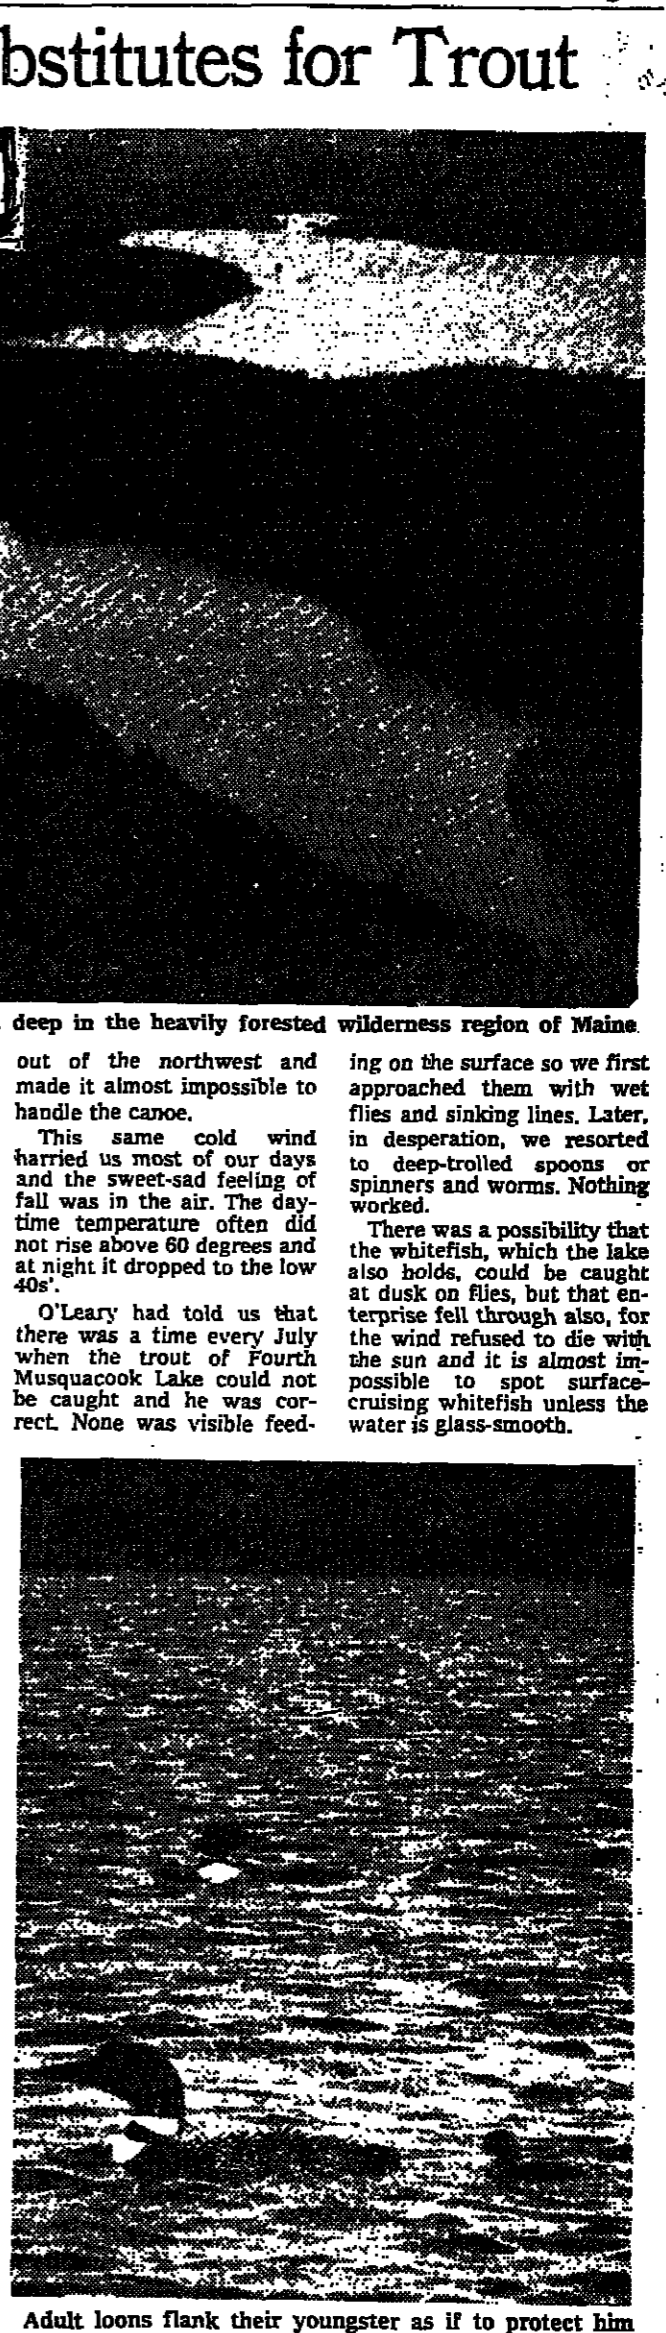 bstitutes for Trout
deep in the heavily forested wilderness region of Maine.
out of the northwest and
made it almost impossible to
handle the canoe.
This same cold wind
harried us most of our days
and the sweet-sad feeling of
fall was in the air. The day-
time temperature often did
not rise above 60 degrees and
at night it dropped to the low
40s'.
O'Leary had told us that
there was a time every July
when the trout of Fourth
Musquacook Lake could not
be caught and he was cor-
rect. None was visible feed-
ing on the surface so we first
approached them with wet
flies and sinking lines. Later,
in desperation, we resorted
to deep-trolled spoons or
spinners and worms. Nothing
worked.
There was a possibility that
the whitefish, which the lake
also holds, could be caught
at dusk on flies, but that en-
terprise fell through also, for
the wind refused to die with
the sun and it is almost im-
possible to spot surface-
cruising whitefish unless the
water is glass-smooth.
Adult loons flank their youngster as if to protect him